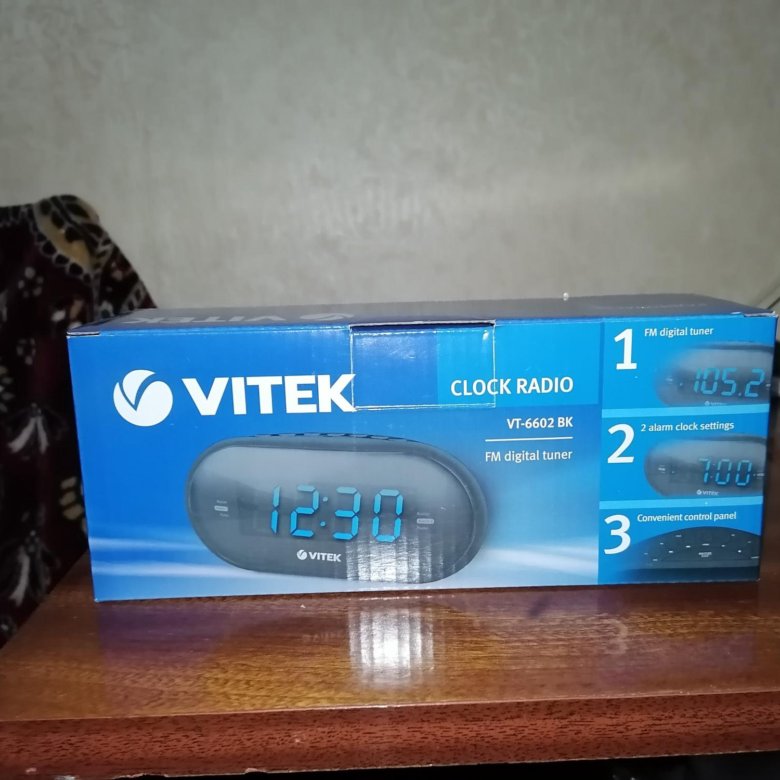 VITEK
CLOCK RADIO
VT-6602 BK
FM digital tuner
12:30
VITEK
1 FM digital tuner
105.2
2 2 alarm clock settings
7:00
VITEK
3 Convenient control panel
VITEK